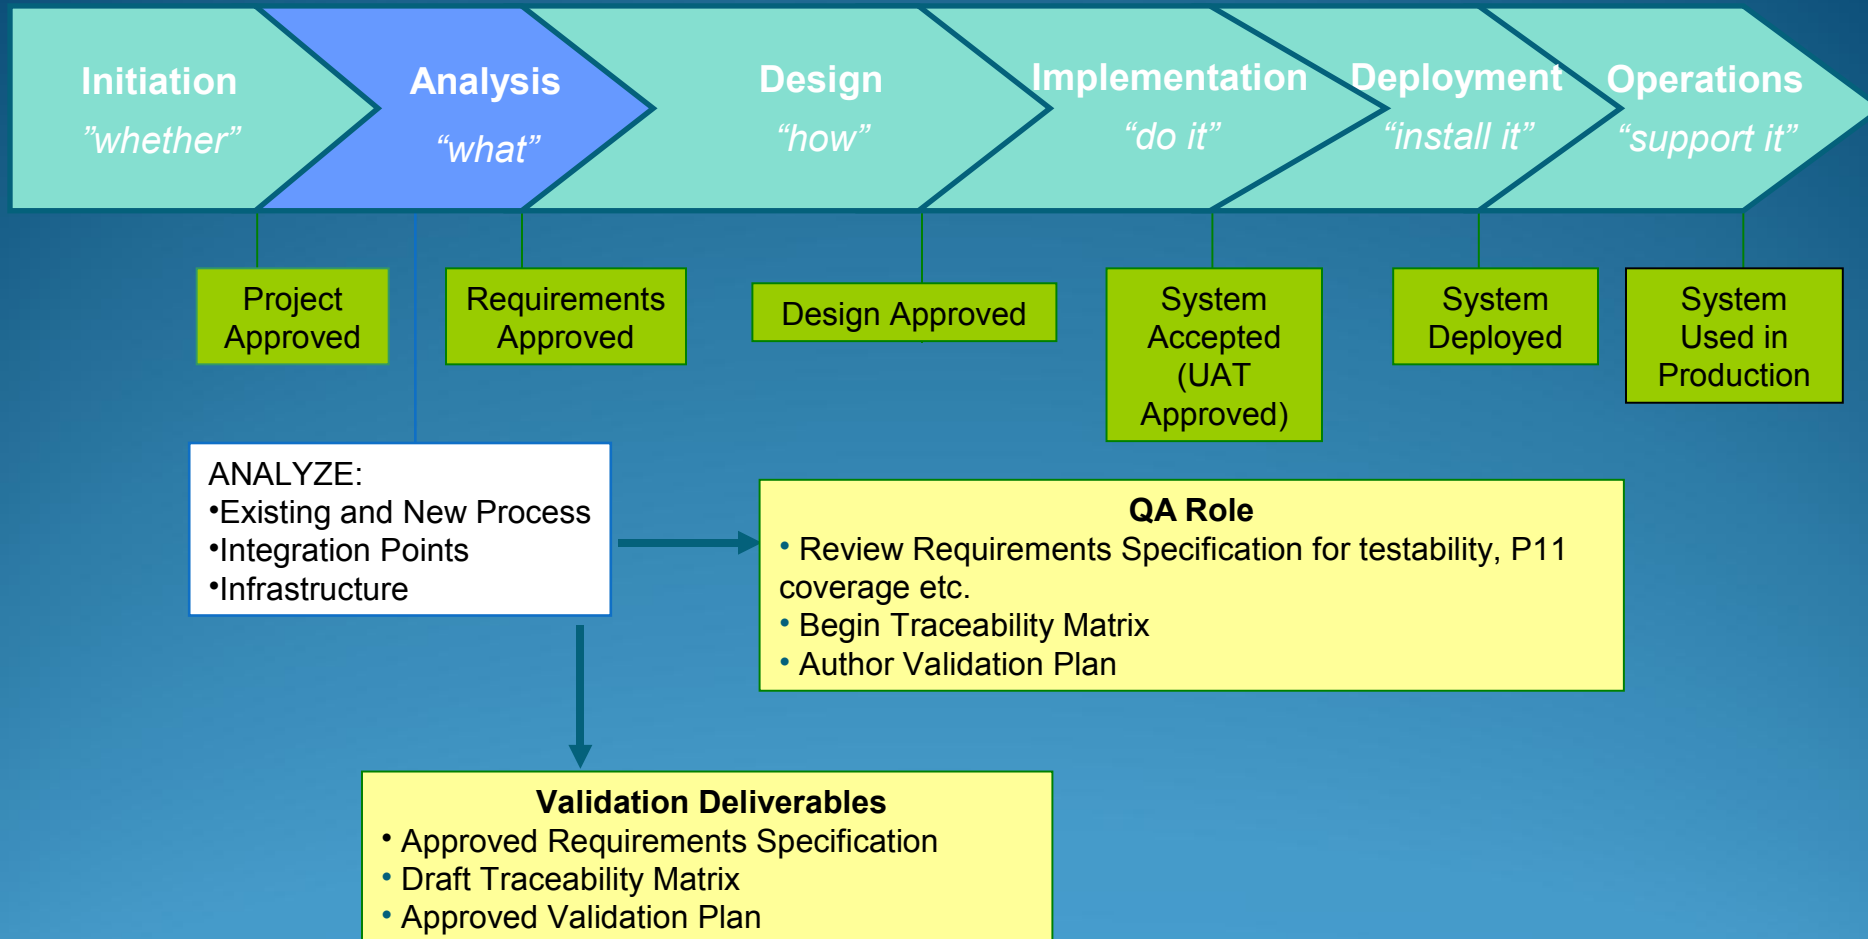 Initiation
”whether”
Analysis
“what”
Design
“how”
Implementation
“do it”
Deployment
“install it”
Operations
“support it”
Project
Approved
Requirements
Approved
Design Approved
System
Accepted
(UAT
Approved)
System
Deployed
System
Used in
Production
ANALYZE:
•Existing and New Process
•Integration Points
•Infrastructure
QA Role
• Review Requirements Specification for testability, P11
coverage etc.
• Begin Traceability Matrix
• Author Validation Plan
Validation Deliverables
• Approved Requirements Specification
• Draft Traceability Matrix
• Approved Validation Plan